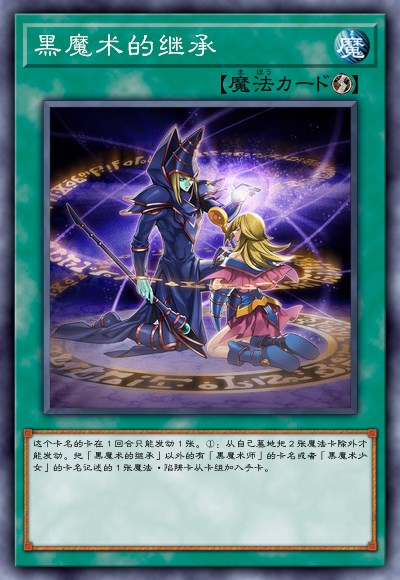 黑魔术的继承
魔
【魔法カード】
まほう
这个卡名的卡在1回合只能发动1张。①：从自己墓地把2张魔法卡除外才
能发动。把「黑魔术的继承」以外的有「黑魔术师」的卡名或者「黑魔术少
女」的卡名记述的1张魔法·陷阱卡从卡组加入手卡。